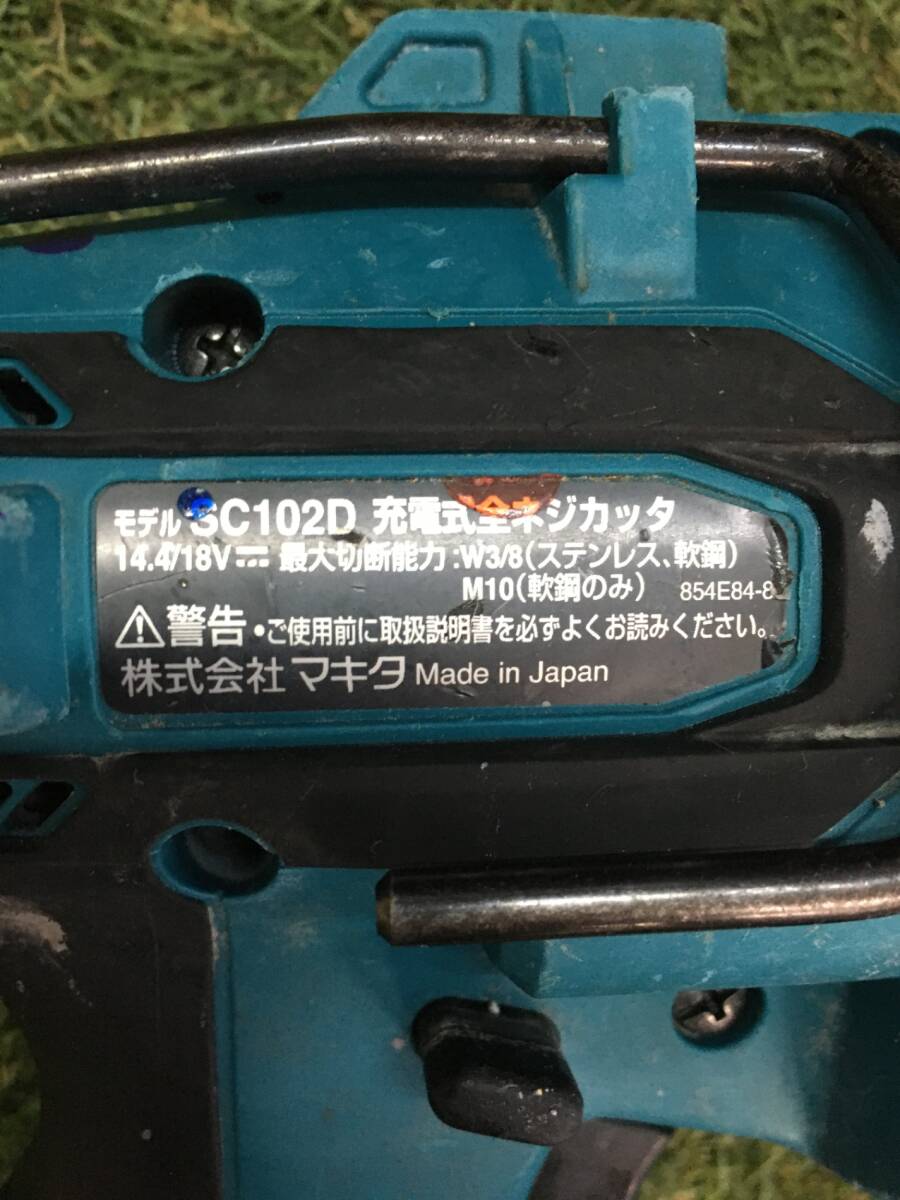 モデル SC102D 充電式全ネジカッタ
14.4/18V⎓ 最大切断能力:W3/8(ステンレス、軟鋼)
M10(軟鋼のみ) 854E84-8
⚠警告 •ご使用前に取扱説明書を必ずよくお読みください。
株式会社 マキタ Made in Japan